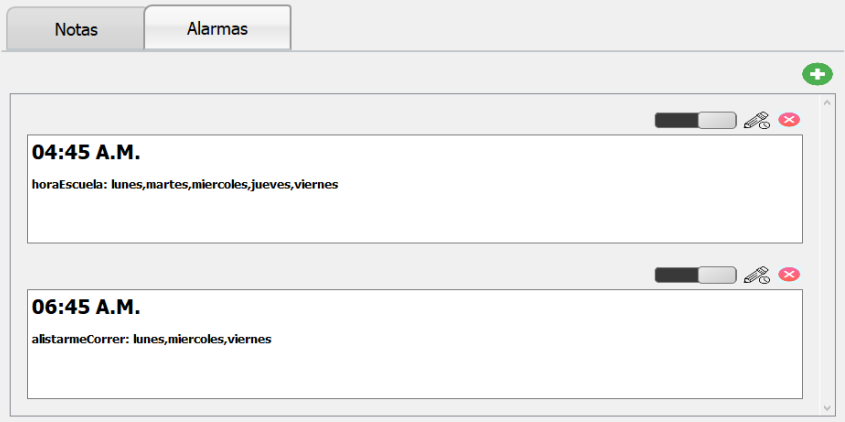 Notas
Alarmas
04:45 A.M.
horaEscuela: lunes,martes,miercoles,jueves,viernes
06:45 A.M.
alistarmeCorrer: lunes,miercoles,viernes